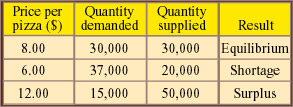 Price per pizza ($) Quantity demanded Quantity supplied Result
8.00 30,000 30,000 Equilibrium
6.00 37,000 20,000 Shortage
12.00 15,000 50,000 Surplus